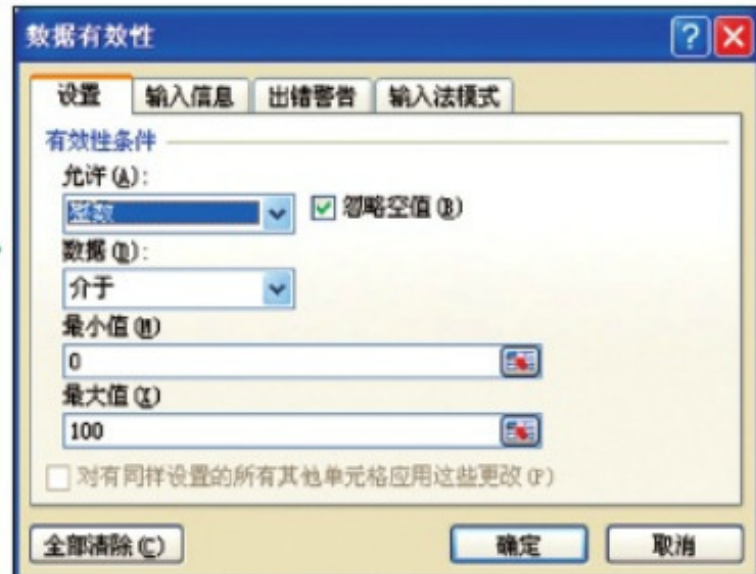 数据有效性
设置 输入信息 出错警告 输入法模式
有效性条件
允许(A):
整数 忽略空值(B)
数据(D):
介于
最小值(M)
0
最大值(X)
100
对有同样设置的所有其他单元格应用这些更改(P)
全部清除(C) 确定 取消